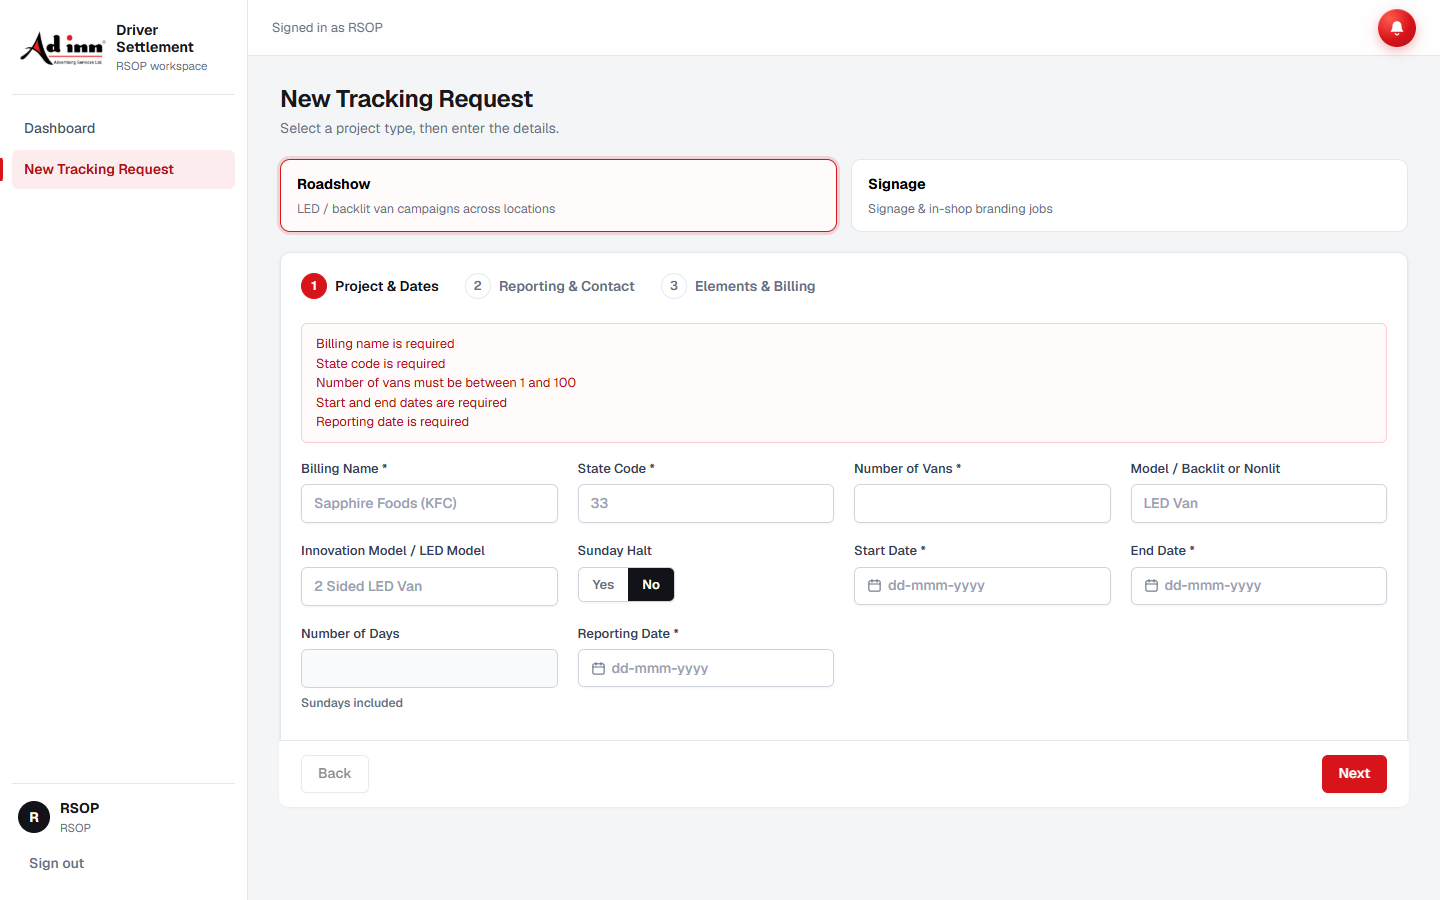 Ad inn
Advertising Services Ltd
Driver
Settlement
RSOP workspace
Signed in as RSOP
Dashboard
New Tracking Request
New Tracking Request
Select a project type, then enter the details.
Roadshow
LED / backlit van campaigns across locations
Signage
Signage & in-shop branding jobs
1 Project & Dates 2 Reporting & Contact 3 Elements & Billing
Billing name is required
State code is required
Number of vans must be between 1 and 100
Start and end dates are required
Reporting date is required
Billing Name * State Code * Number of Vans * Model / Backlit or Nonlit
Sapphire Foods (KFC) 33 LED Van
Innovation Model / LED Model Sunday Halt Start Date * End Date *
2 Sided LED Van Yes No dd-mmm-yyyy dd-mmm-yyyy
Number of Days Reporting Date *
dd-mmm-yyyy
Sundays included
Back Next
R RSOP
RSOP
Sign out